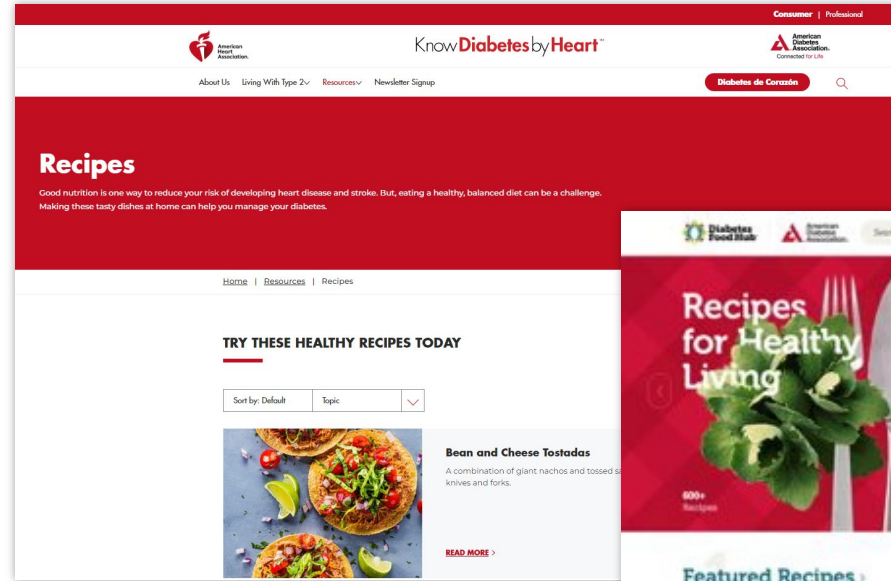 Consumer | Professional
American
Heart
Association.
Know Diabetes by Heart™
American
Diabetes
Association.
Connected for Life
About Us Living With Type 2 Resources Newsletter Signup
Diabetes de Corazón
Recipes
Good nutrition is one way to reduce your risk of developing heart disease and stroke. But, eating a healthy, balanced diet can be a challenge.
Making these tasty dishes at home can help you manage your diabetes.
Home | Resources | Recipes
TRY THESE HEALTHY RECIPES TODAY
Sort by: Default Topic
Bean and Cheese Tostadas
A combination of giant nachos and tossed
knives and forks.
READ MORE >
Diabetes
Food Hub
American
Diabetes
Association.
Recipes
for Healthy
Living
600+
Recipes
Featured Recipes >